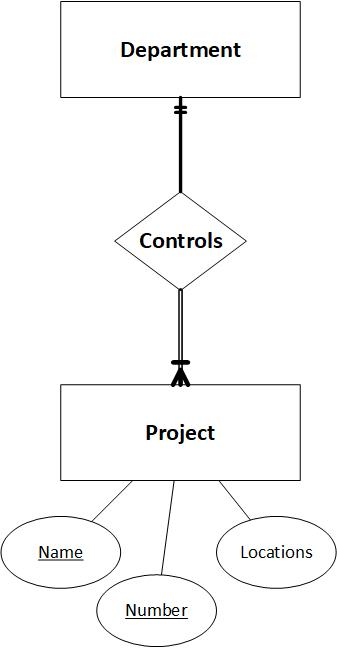 Department
Controls
Project
Name
Number
Locations